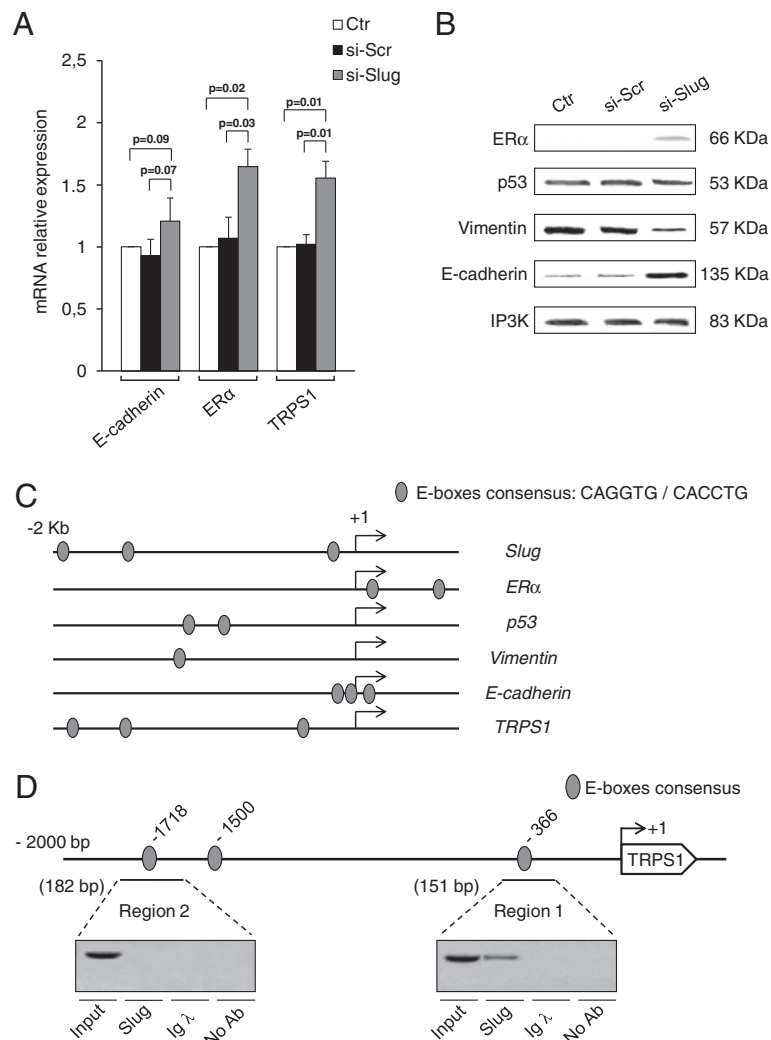 A
Ctr
si-Scr
si-Slug
2,5
2
1.5
1
0,5
0
mRNA relative expression
p=0.09
p=0.07
p=0.02
p=0.03
p=0.01
p=0.01
E-cadherin
ERα
TRPS1
B
Ctr
si-Scr
si-Slug
ERα
66 KDa
p53
53 KDa
Vimentin
57 KDa
E-cadherin
135 KDa
IP3K
83 KDa
C
E-boxes consensus: CAGGTG / CACCTG
-2 Kb
+1
Slug
ERα
p53
Vimentin
E-cadherin
TRPS1
D
E-boxes consensus
- 2000 bp
-1718
- 1500
- 366
+1
TRPS1
(182 bp)
Region 2
(151 bp)
Region 1
Input
Slug
Ig λ
No Ab
Input
Slug
Ig λ
No Ab